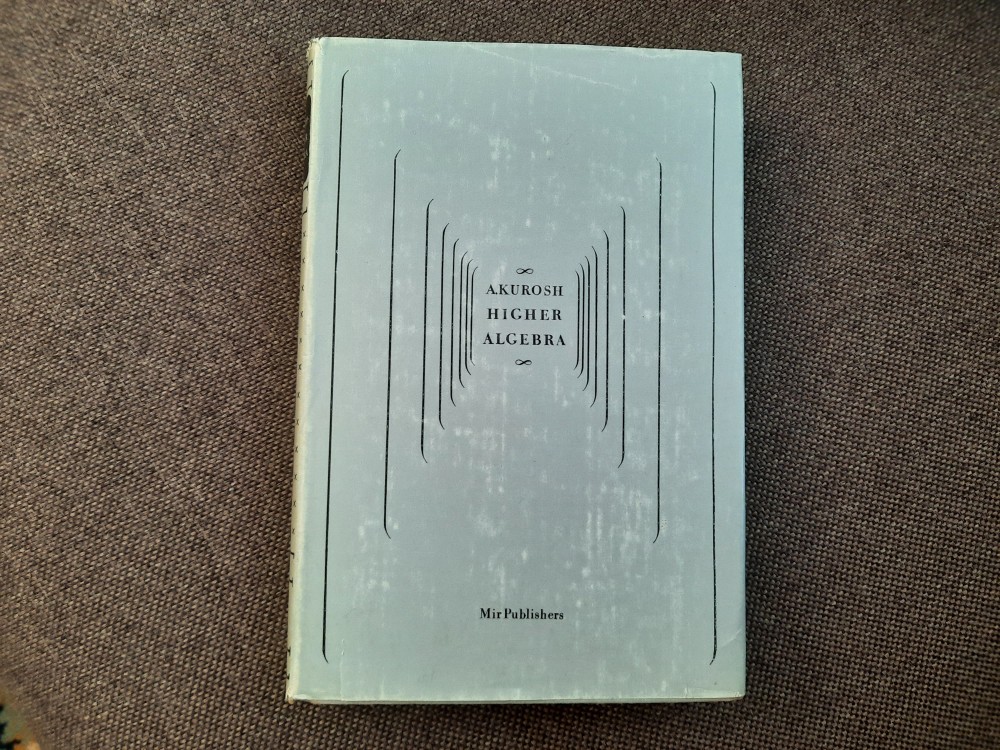 ∞
A.KUROSH
HIGHER
ALGEBRA
∞
Mir Publishers